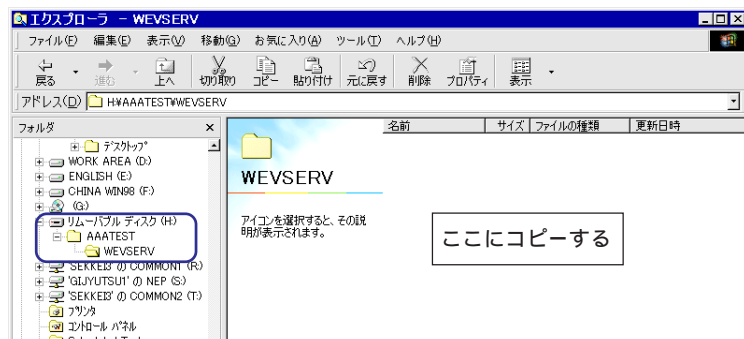 エクスプローラ - WEVSERV
ファイル(F) 編集(E) 表示(V) 移動(G) お気に入り(A) ツール(T) ヘルプ(H)
戻る 進む 上へ 切り取り コピー 貼り付け 元に戻す 削除 プロパティ 表示
アドレス(D) H:¥AAATEST¥WEVSERV
フォルダ
名前 サイズ ファイルの種類 更新日時
デスクトップ
WORK AREA (D:)
ENGLISH (E:)
CHINA WIN98 (F:)
(G:)
リムーバブル ディスク (H:)
AAATEST
WEVSERV
'SEKKEI3' の COMMON1 (R:)
'GIJYUTSU1' の NEP (S:)
'SEKKEI3' の COMMON2 (T:)
プリンタ
コントロール パネル
WEVSERV
アイコンを選択すると、その説
明が表示されます。
ここにコピーする